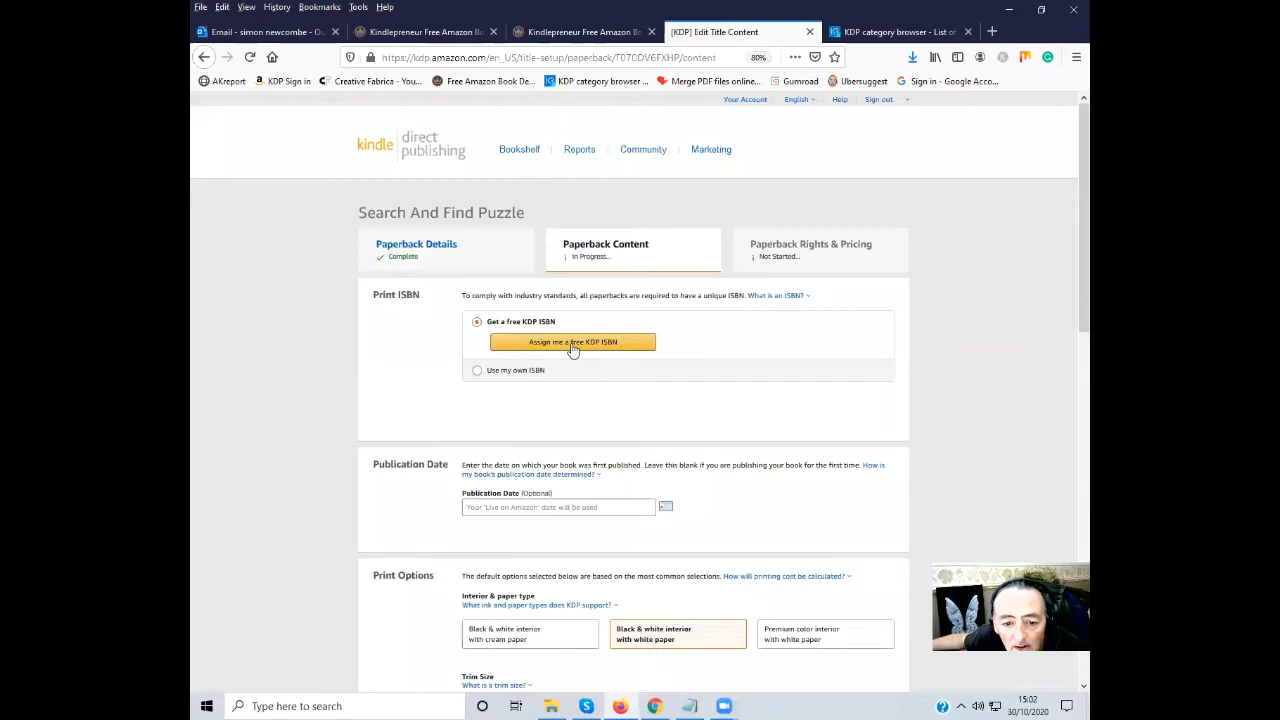 File Edit View History Bookmarks Tools Help
Email - simon newcombe - Ou
Kindlepreneur Free Amazon Bo
Kindlepreneur Free Amazon Bo
[KDP] Edit Title Content
KDP category browser - List of
https://kdp.amazon.com/en_US/title-setup/paperback/T070DV6FXHP/content
80%
AKreport KDP Sign in Creative Fabrica - You... Free Amazon Book De... KDP category browser ... Merge PDF files online... Gumroad Ubersuggest Sign in - Google Acco...
Your Account English Help Sign out
kindle direct publishing
Bookshelf Reports Community Marketing
Search And Find Puzzle
Paperback Details
Complete
Paperback Content
In Progress...
Paperback Rights & Pricing
Not Started...
Print ISBN
To comply with industry standards, all paperbacks are required to have a unique ISBN. What is an ISBN?
Get a free KDP ISBN
Assign me a free KDP ISBN
Use my own ISBN
Publication Date
Enter the date on which your book was first published. Leave this blank if you are publishing your book for the first time. How is
my book's publication date determined?
Publication Date (Optional)
Your 'Live on Amazon' date will be used
Print Options
The default options selected below are based on the most common selections. How will printing cost be calculated?
Interior & paper type
What ink and paper types does KDP support?
Black & white interior
with cream paper
Black & white interior
with white paper
Premium color interior
with white paper
Trim Size
What is a trim size?
Type here to search
15:02
30/10/2020